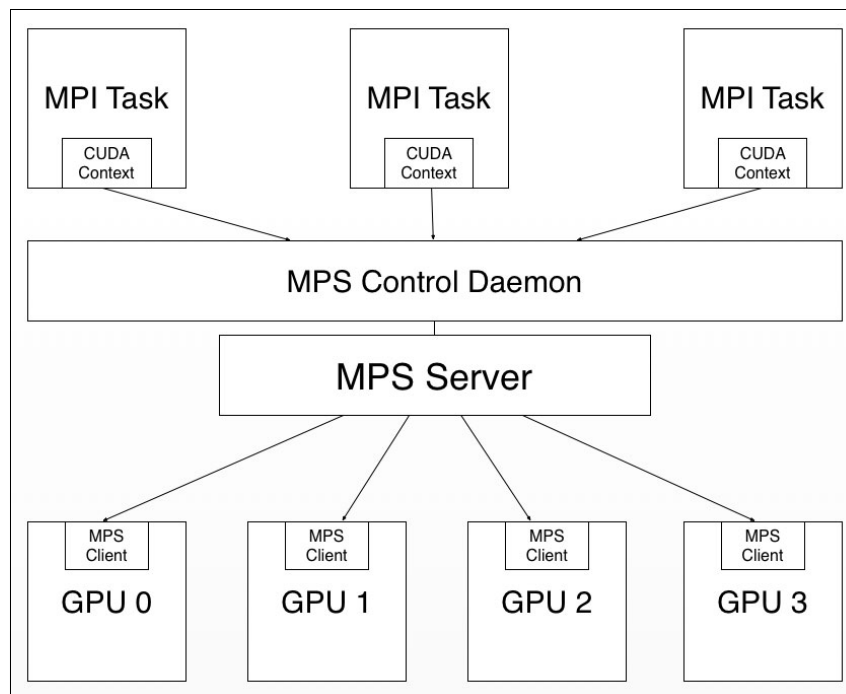 MPI Task
CUDA
Context
MPI Task
CUDA
Context
MPI Task
CUDA
Context
MPS Control Daemon
MPS Server
MPS
Client
GPU 0
MPS
Client
GPU 1
MPS
Client
GPU 2
MPS
Client
GPU 3